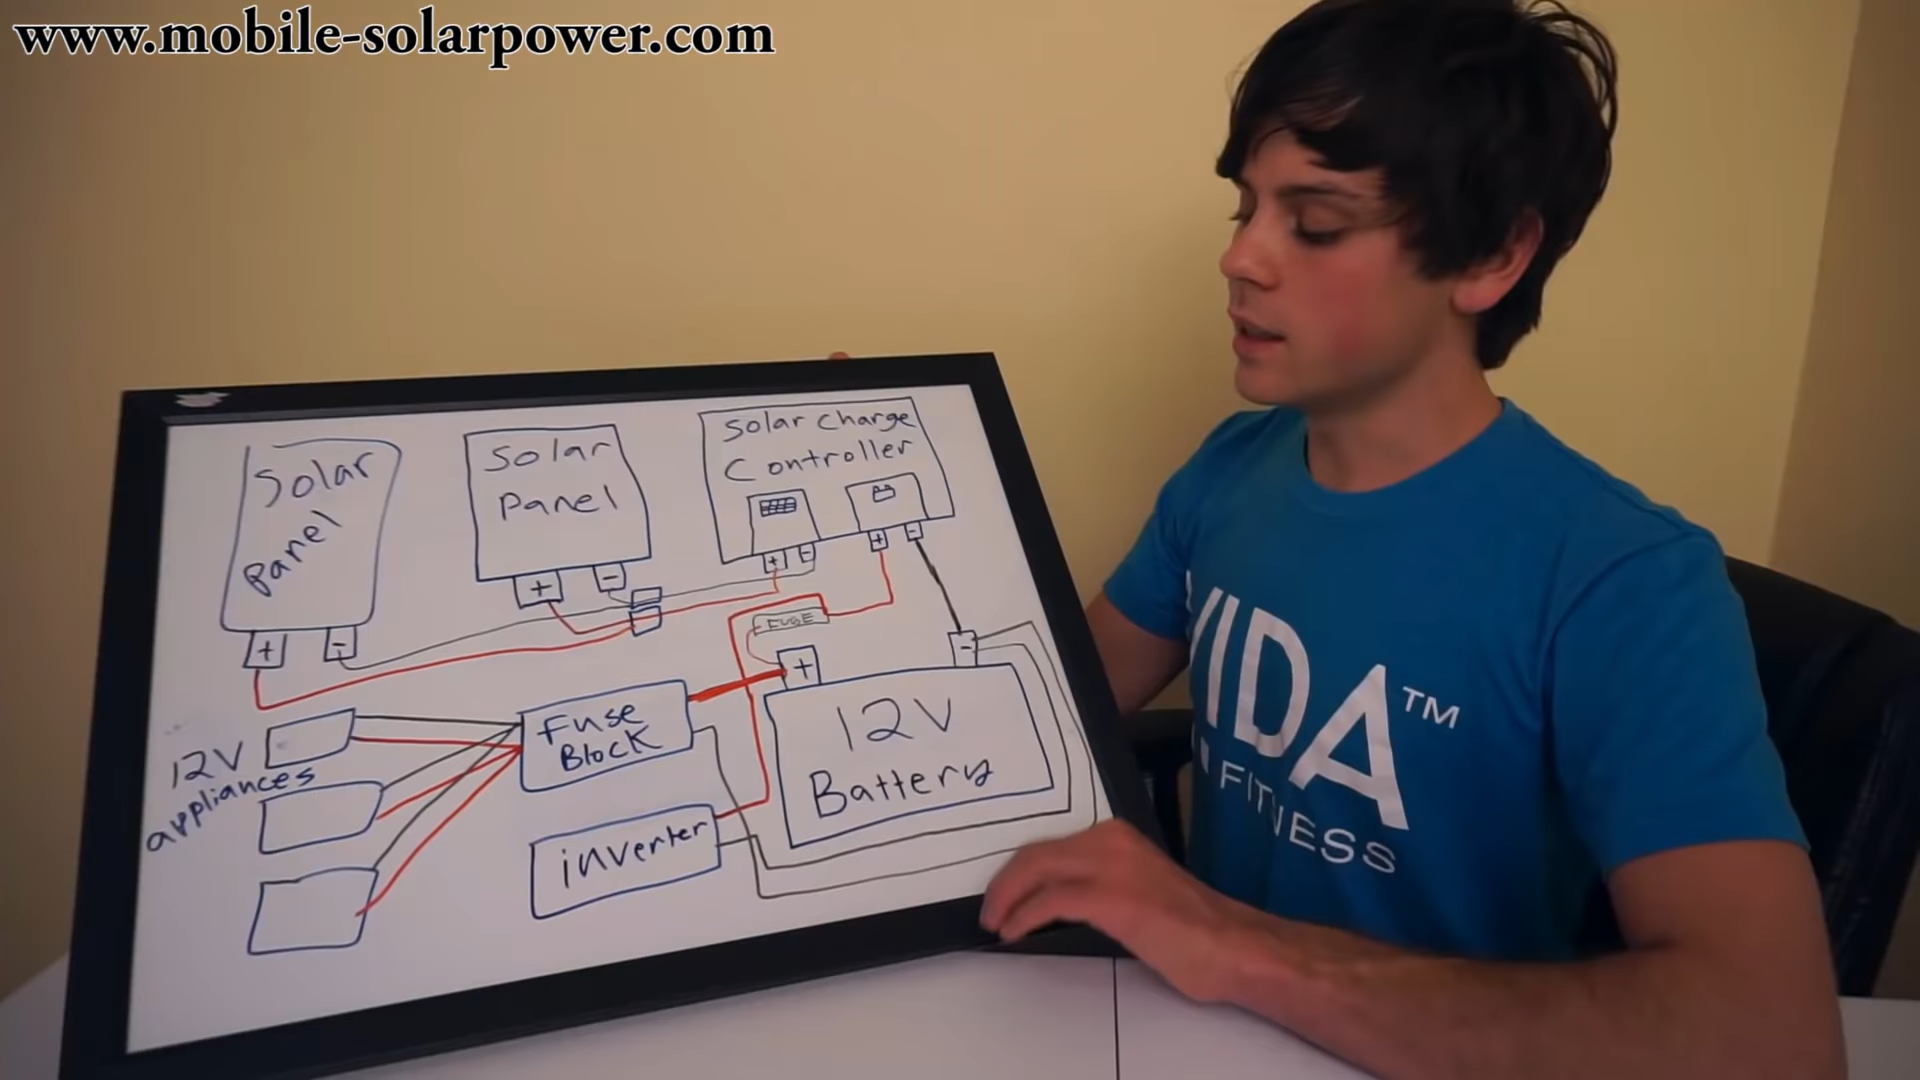 www.mobile-solarpower.com
Solar
Panel
+
-
Solar
Panel
+
-
Solar Charge
Controller
+ -
+ -
FUSE
+
-
12V
Battery
Fuse
Block
inverter
12V
appliances
VIDA™
FITNESS